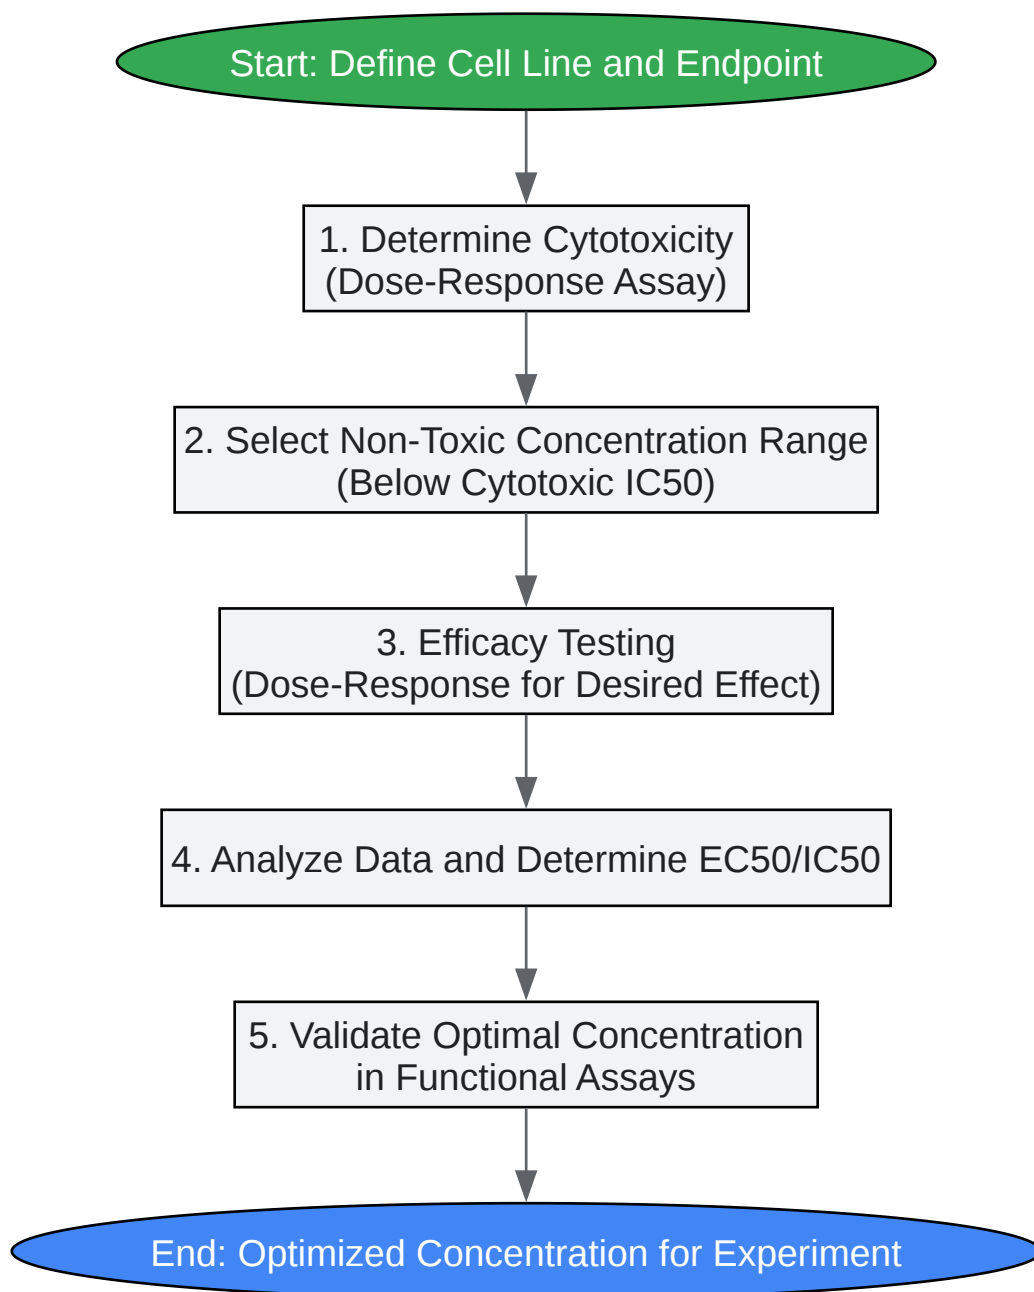 Start: Define Cell Line and Endpoint
1. Determine Cytotoxicity
(Dose-Response Assay)
2. Select Non-Toxic Concentration Range
(Below Cytotoxic IC50)
3. Efficacy Testing
(Dose-Response for Desired Effect)
4. Analyze Data and Determine EC50/IC50
5. Validate Optimal Concentration
in Functional Assays
End: Optimized Concentration for Experiment